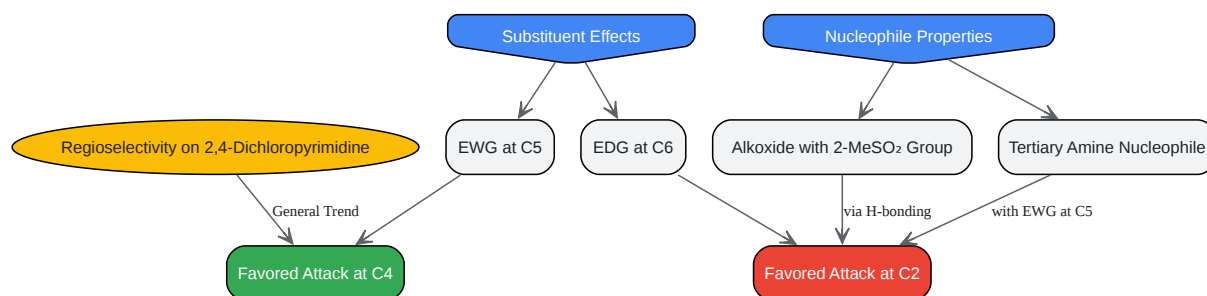 Substituent Effects
Nucleophile Properties
Regioselectivity on 2,4-Dichloropyrimidine
EWG at C5
EDG at C6
Alkoxide with 2-MeSO₂ Group
Tertiary Amine Nucleophile
General Trend
via H-bonding
with EWG at C5
Favored Attack at C4
Favored Attack at C2